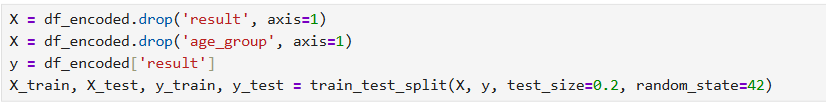 X = df_encoded.drop('result', axis=1)
X = df_encoded.drop('age_group', axis=1)
y = df_encoded['result']
X_train, X_test, y_train, y_test = train_test_split(X, y, test_size=0.2, random_state=42)